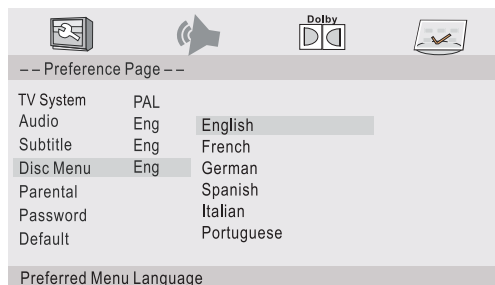 Dolby
-- Preference Page --
TV System PAL
Audio Eng English
Subtitle Eng French
Disc Menu Eng German
Parental Spanish
Password Italian
Default Portuguese
Preferred Menu Language